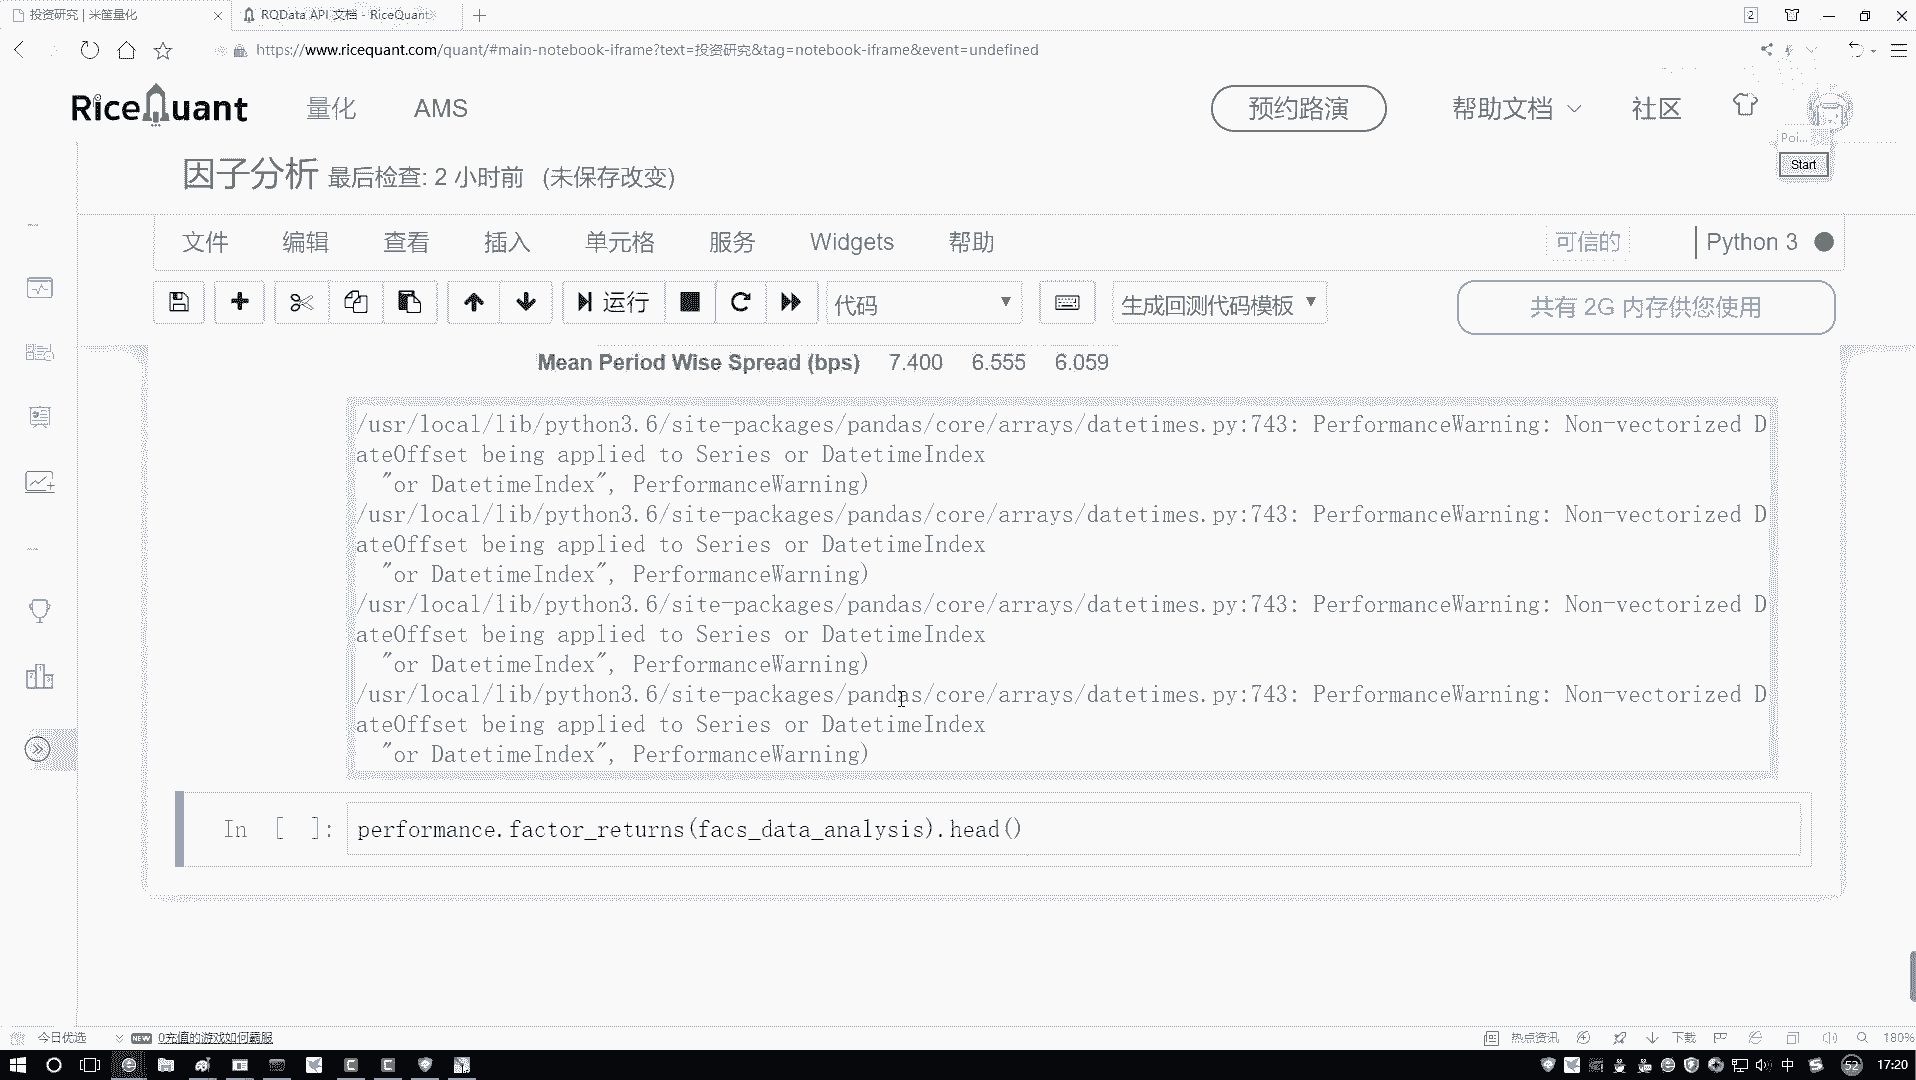 投资研究 | 米筐量化
RQData API 文档 - RiceQuant
2
https://www.ricequant.com/quant/#main-notebook-iframe?text=投资研究&tag=notebook-iframe&event=undefined
RiceQuant
量化
AMS
预约路演
帮助文档
社区
Poi...
Start
因子分析 最后检查: 2 小时前 (未保存改变)
文件 编辑 查看 插入 单元格 服务 Widgets 帮助
可信的
Python 3
运行
代码
生成回测代码模板
共有 2G 内存供您使用
Mean Period Wise Spread (bps) 7.400 6.555 6.059
/usr/local/lib/python3.6/site-packages/pandas/core/arrays/datetimes.py:743: PerformanceWarning: Non-vectorized D
ateOffset being applied to Series or DatetimeIndex
"or DatetimeIndex", PerformanceWarning)
/usr/local/lib/python3.6/site-packages/pandas/core/arrays/datetimes.py:743: PerformanceWarning: Non-vectorized D
ateOffset being applied to Series or DatetimeIndex
"or DatetimeIndex", PerformanceWarning)
/usr/local/lib/python3.6/site-packages/pandas/core/arrays/datetimes.py:743: PerformanceWarning: Non-vectorized D
ateOffset being applied to Series or DatetimeIndex
"or DatetimeIndex", PerformanceWarning)
/usr/local/lib/python3.6/site-packages/pandas/core/arrays/datetimes.py:743: PerformanceWarning: Non-vectorized D
ateOffset being applied to Series or DatetimeIndex
"or DatetimeIndex", PerformanceWarning)
In [ ]: performance.factor_returns(facs_data_analysis).head()
今日优选
NEW
0充值的游戏如何霸服
热点资讯
下载
180%
中
52
17:20